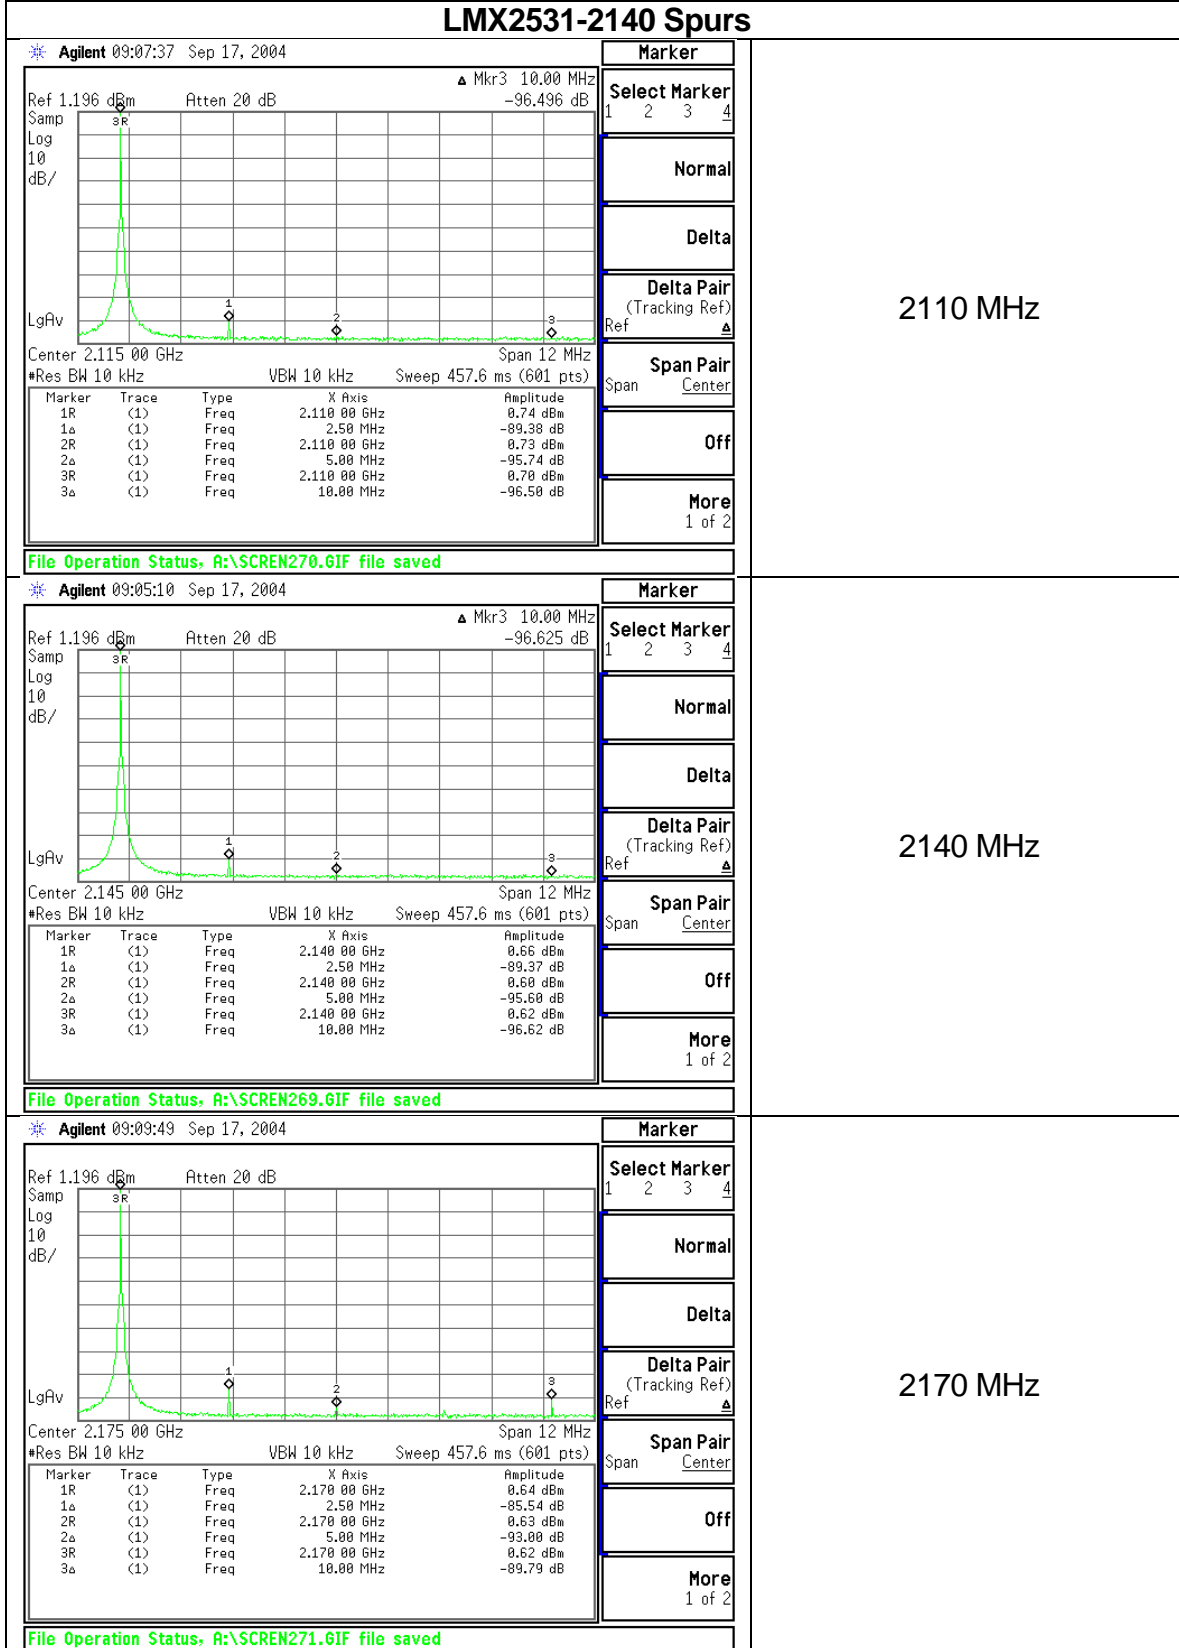 LMX2531-2140 Spurs
Agilent 09:07:37 Sep 17, 2004
Marker
Δ Mkr3 10.00 MHz
Ref 1.196 dBm Atten 20 dB -96.496 dB
Select Marker
1 2 3 4
Samp
Log
10
dB/
3R
Normal
Delta
Delta Pair
(Tracking Ref)
Ref Δ
1
2
3
LgAv
Center 2.115 00 GHz Span 12 MHz
#Res BW 10 kHz VBW 10 kHz Sweep 457.6 ms (601 pts)
Span Pair
Span Center
Marker Trace Type X Axis Amplitude
1R (1) Freq 2.110 00 GHz 0.74 dBm
1Δ (1) Freq 2.50 MHz -89.38 dB
2R (1) Freq 2.110 00 GHz 0.73 dBm
2Δ (1) Freq 5.00 MHz -95.74 dB
3R (1) Freq 2.110 00 GHz 0.70 dBm
3Δ (1) Freq 10.00 MHz -96.50 dB
Off
More
1 of 2
File Operation Status, A:\SCREN270.GIF file saved
2110 MHz
Agilent 09:05:10 Sep 17, 2004
Marker
Δ Mkr3 10.00 MHz
Ref 1.196 dBm Atten 20 dB -96.625 dB
Select Marker
1 2 3 4
Samp
Log
10
dB/
3R
Normal
Delta
Delta Pair
(Tracking Ref)
Ref Δ
1
2
3
LgAv
Center 2.145 00 GHz Span 12 MHz
#Res BW 10 kHz VBW 10 kHz Sweep 457.6 ms (601 pts)
Span Pair
Span Center
Marker Trace Type X Axis Amplitude
1R (1) Freq 2.140 00 GHz 0.66 dBm
1Δ (1) Freq 2.50 MHz -89.37 dB
2R (1) Freq 2.140 00 GHz 0.60 dBm
2Δ (1) Freq 5.00 MHz -95.60 dB
3R (1) Freq 2.140 00 GHz 0.62 dBm
3Δ (1) Freq 10.00 MHz -96.62 dB
Off
More
1 of 2
File Operation Status, A:\SCREN269.GIF file saved
2140 MHz
Agilent 09:09:49 Sep 17, 2004
Marker
Ref 1.196 dBm Atten 20 dB
Select Marker
1 2 3 4
Samp
Log
10
dB/
3R
Normal
Delta
Delta Pair
(Tracking Ref)
Ref Δ
1
2
3
LgAv
Center 2.175 00 GHz Span 12 MHz
#Res BW 10 kHz VBW 10 kHz Sweep 457.6 ms (601 pts)
Span Pair
Span Center
Marker Trace Type X Axis Amplitude
1R (1) Freq 2.170 00 GHz 0.64 dBm
1Δ (1) Freq 2.50 MHz -85.54 dB
2R (1) Freq 2.170 00 GHz 0.63 dBm
2Δ (1) Freq 5.00 MHz -93.00 dB
3R (1) Freq 2.170 00 GHz 0.62 dBm
3Δ (1) Freq 10.00 MHz -89.79 dB
Off
More
1 of 2
File Operation Status, A:\SCREN271.GIF file saved
2170 MHz